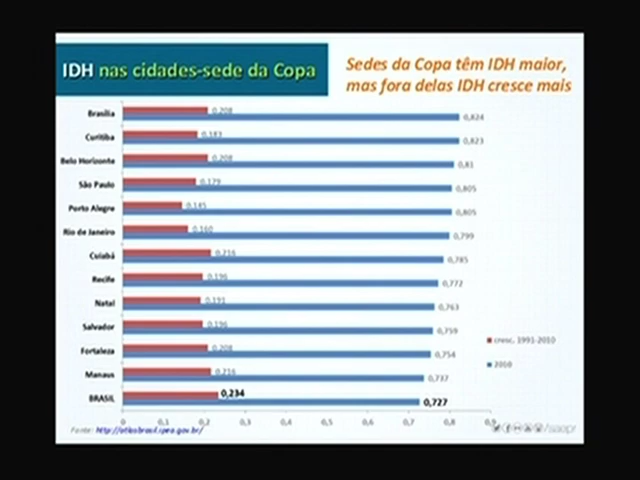 IDH nas cidades-sede da Copa
Sedes da Copa têm IDH maior,
mas fora delas IDH cresce mais
Brasília 0,208 0,824
Curitiba 0,183 0,823
Belo Horizonte 0,208 0,81
São Paulo 0,179 0,805
Porto Alegre 0,805
Rio de Janeiro 0,160 0,799
Cuiabá 0,216 0,785
Recife 0,196 0,772
Natal 0,191 0,763
Salvador 0,196 0,759
Fortaleza 0,208 0,754
Manaus 0,216 0,737
BRASIL 0,234 0,727
cresc. 1991-2010
2010
0 0,1 0,2 0,3 0,4 0,5 0,6 0,7 0,8 0,9
Fonte: http://atlasbrasil.ipea.gov.br/
/saepr